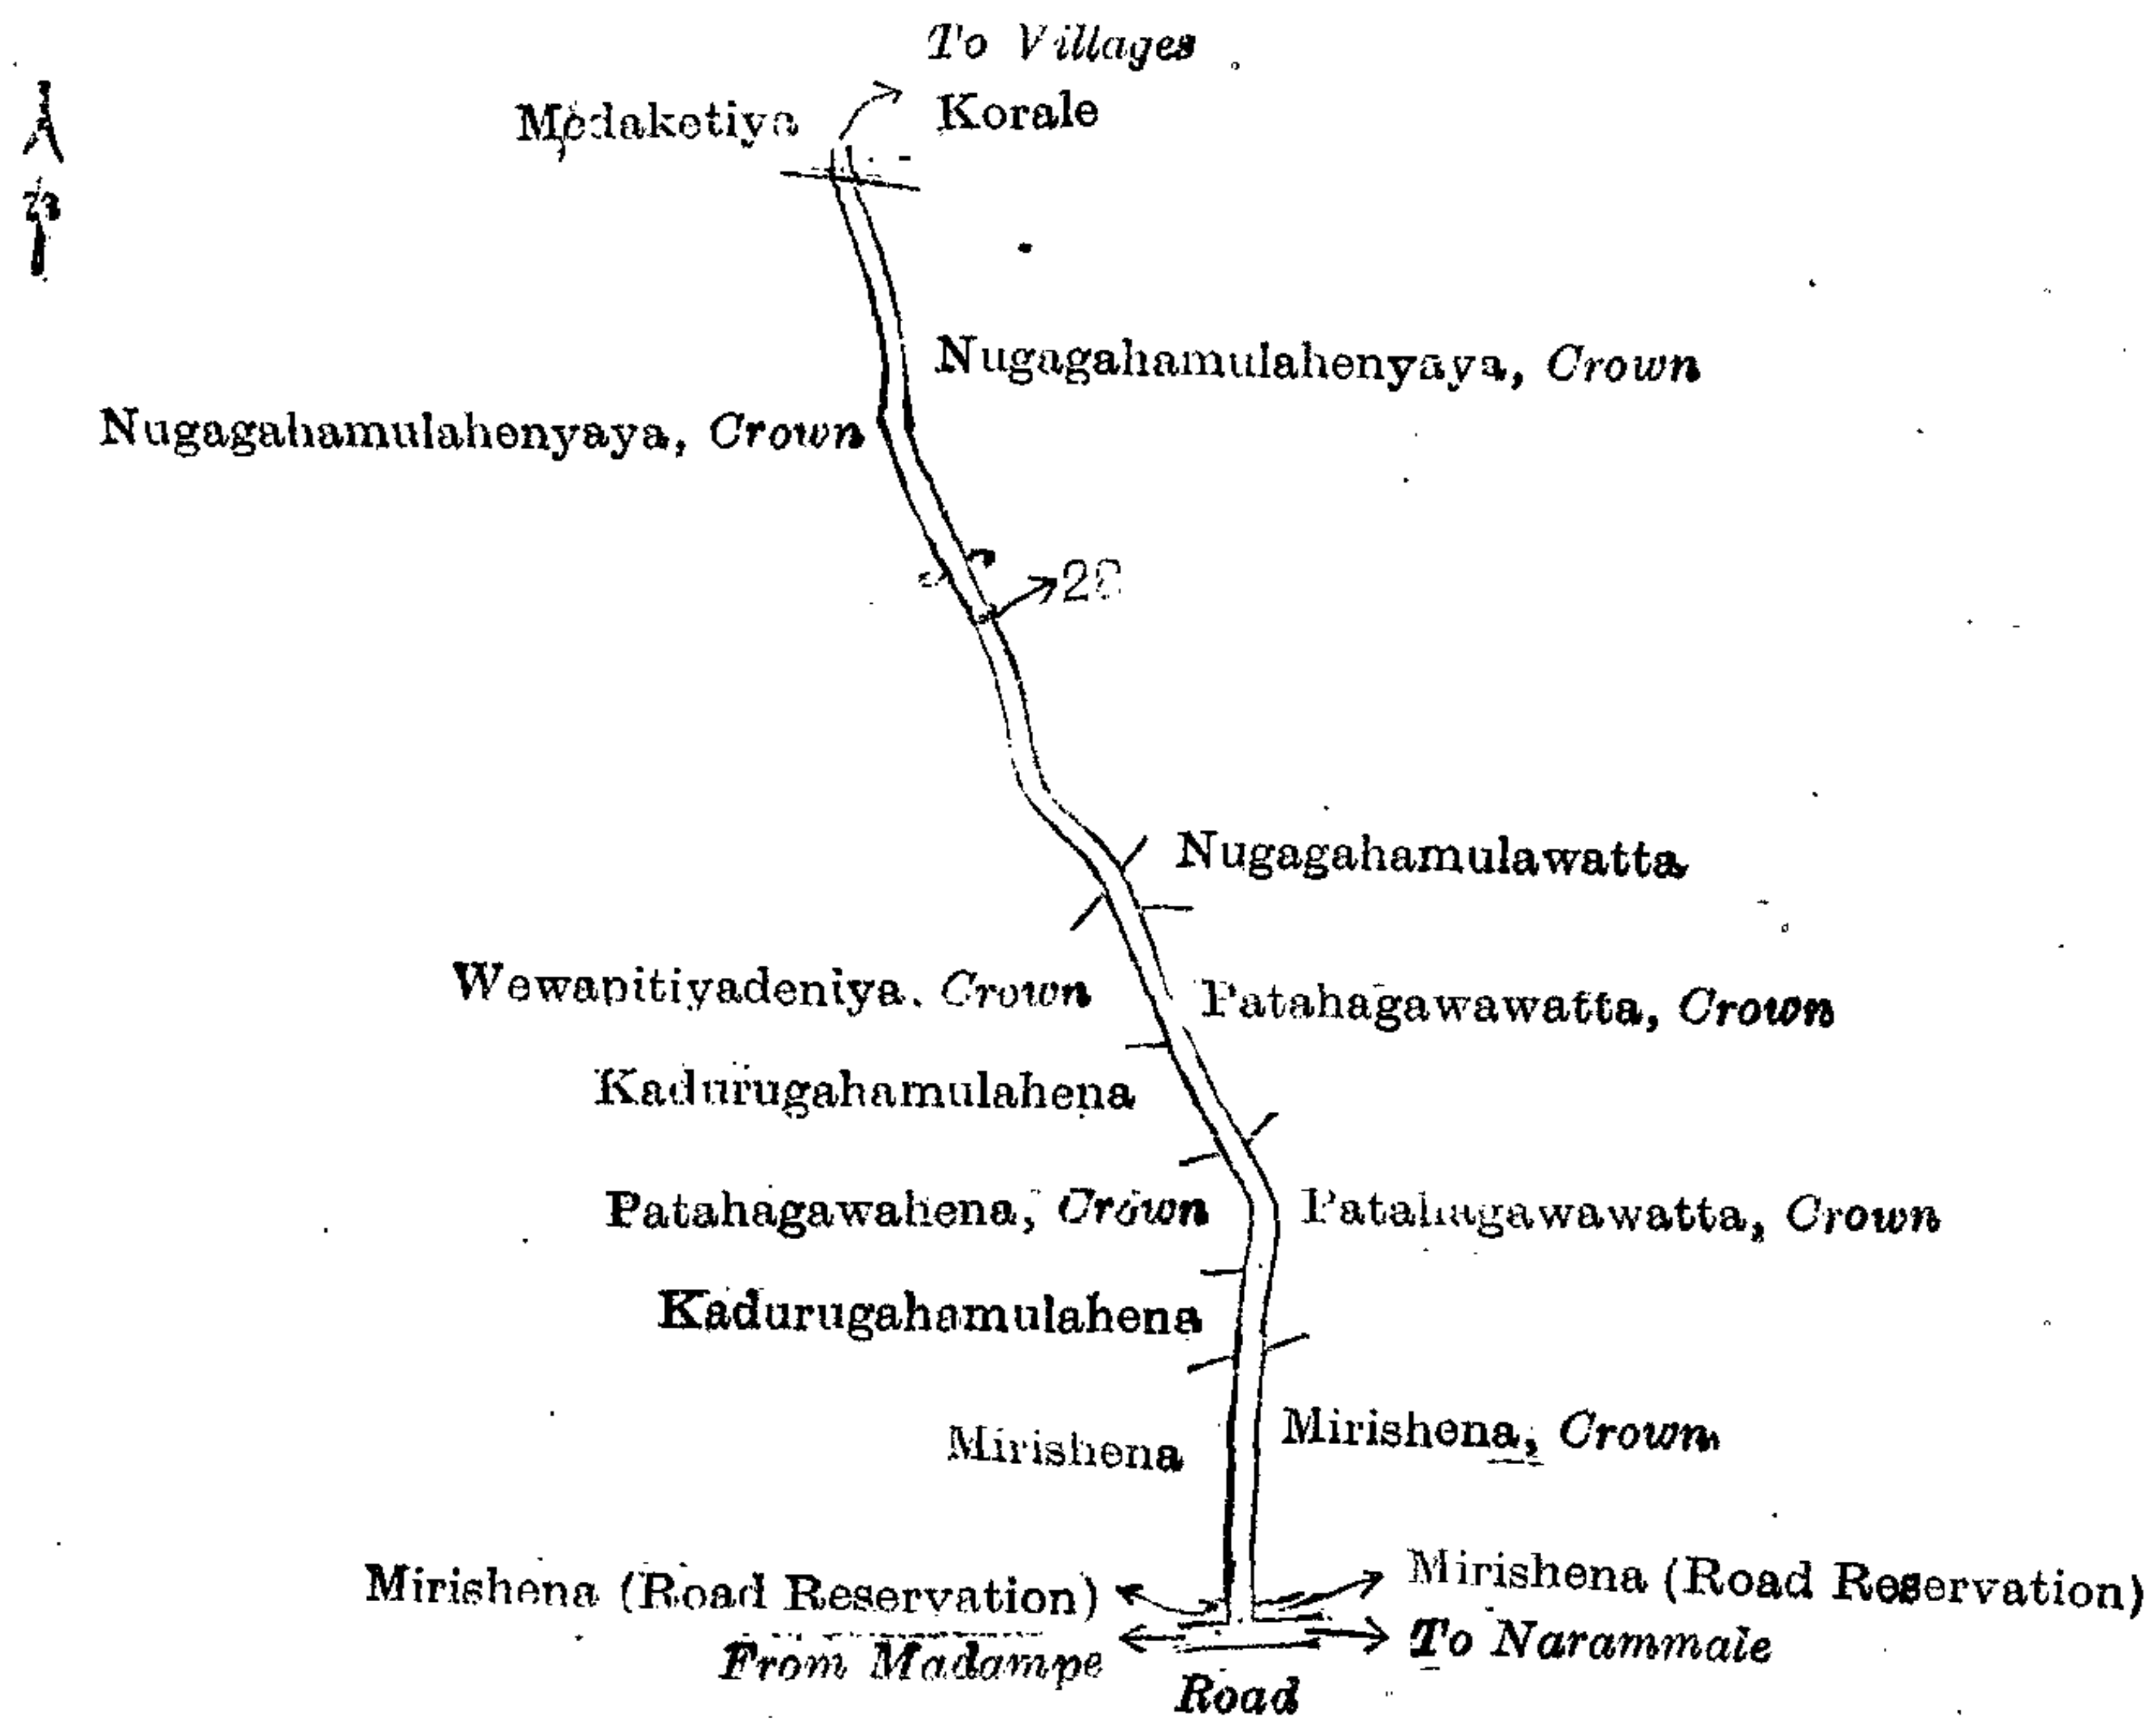 To Villages
Medaketiya
Korale
Nugagahamulahenyaya, Crown
Nugagahamulahenyaya, Crown
Nugagahamulawatta
Wewapitiyadeniya. Crown
Patahagawawatta, Crown
Kadurugahamulahena
Patahagawahena, Crown
Patahagawawatta, Crown
Kadurugahamulahena
Mirishena
Mirishena, Crown
Mirishena (Road Reservation)
Mirishena (Road Reservation)
From Madampe
To Narammale
Road